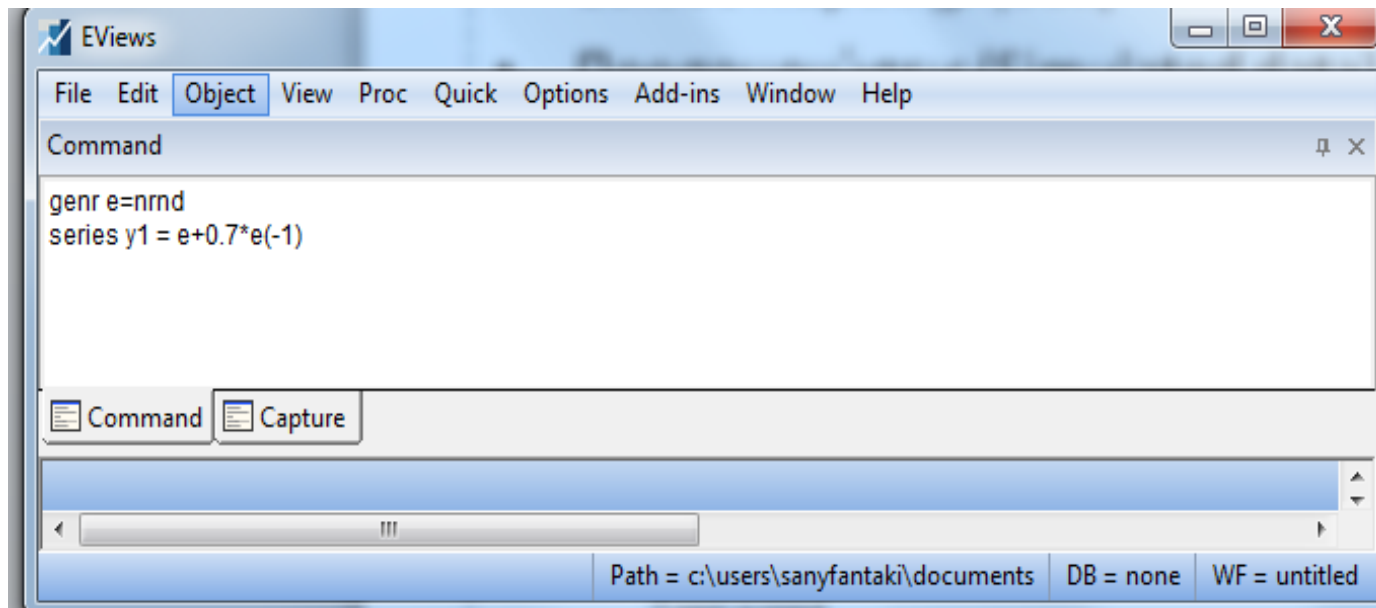 EViews
File Edit Object View Proc Quick Options Add-ins Window Help
Command
genr e=nrnd
series y1 = e+0.7*e(-1)
Command Capture
Path = c:\users\sanyfantaki\documents DB = none WF = untitled